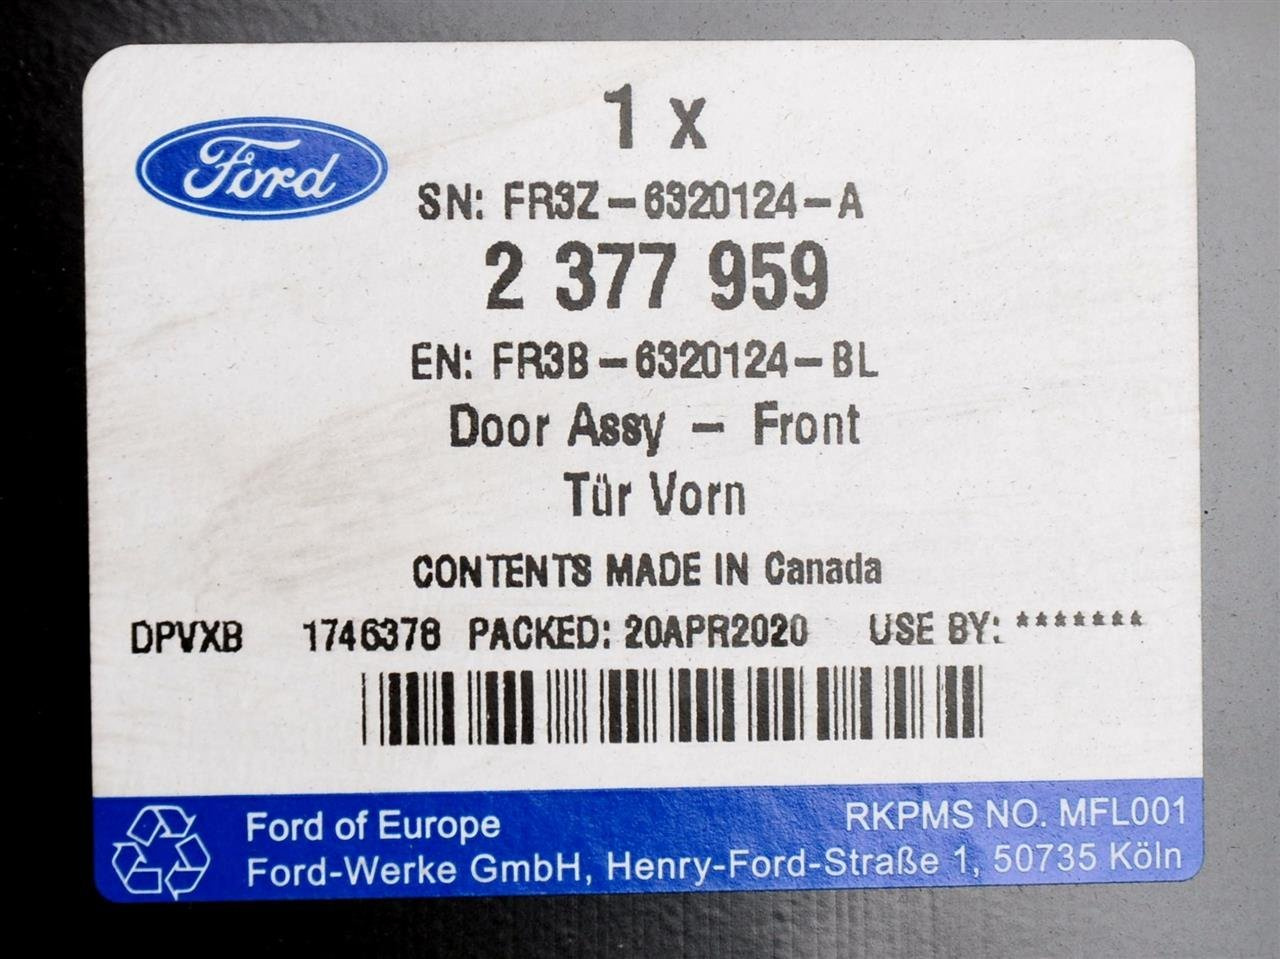 1 x
Ford
SN: FR3Z-6320124-A
2 377 959
EN: FR3B-6320124-BL
Door Assy - Front
Tür Vorn
CONTENTS MADE IN Canada
DPVXB 1746378 PACKED: 20APR2020 USE BY: *******
RKPMS NO. MFL001
Ford of Europe
Ford-Werke GmbH, Henry-Ford-Straße 1, 50735 Köln